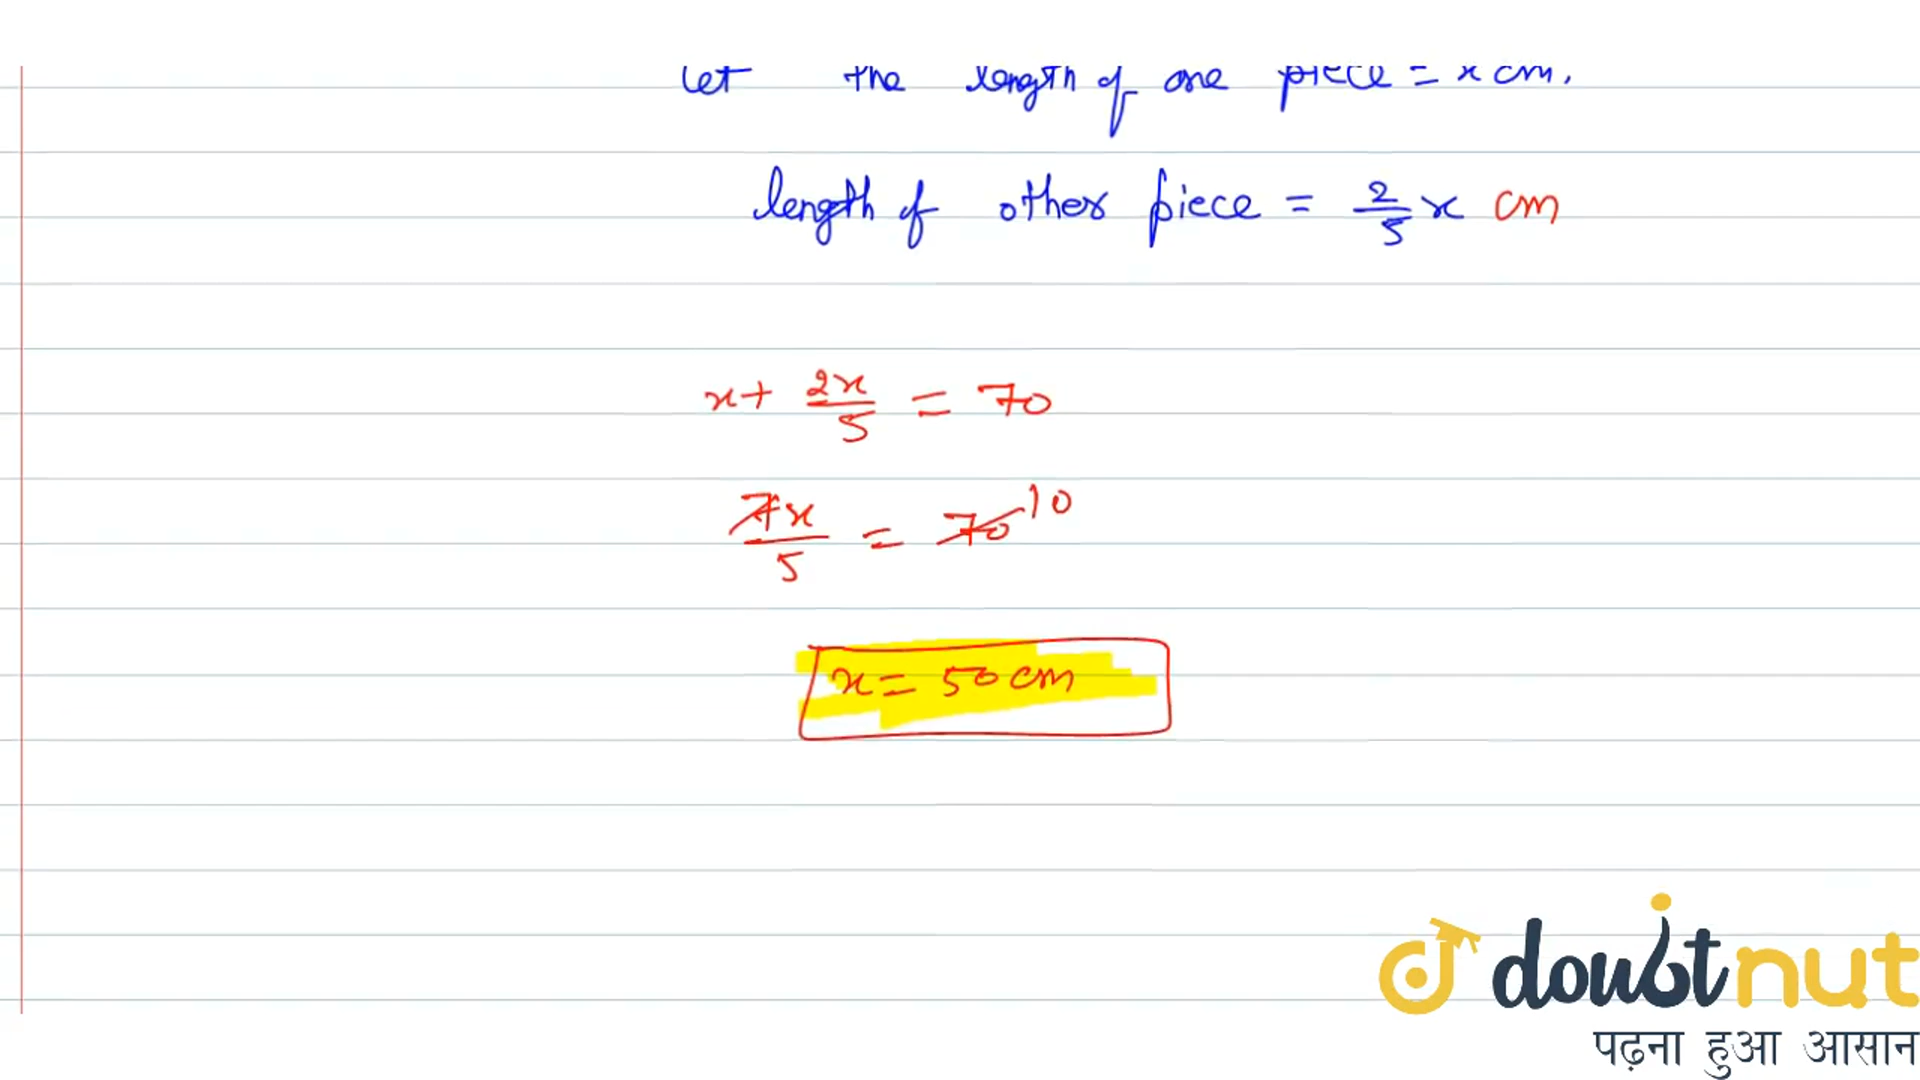 Let the length of one piece = x cm.
length of other piece = 2/5 x cm
x + 2x/5 = 70
7x/5 = 70 10
x = 50 cm
doubtnut
पढ़ना हुआ आसान